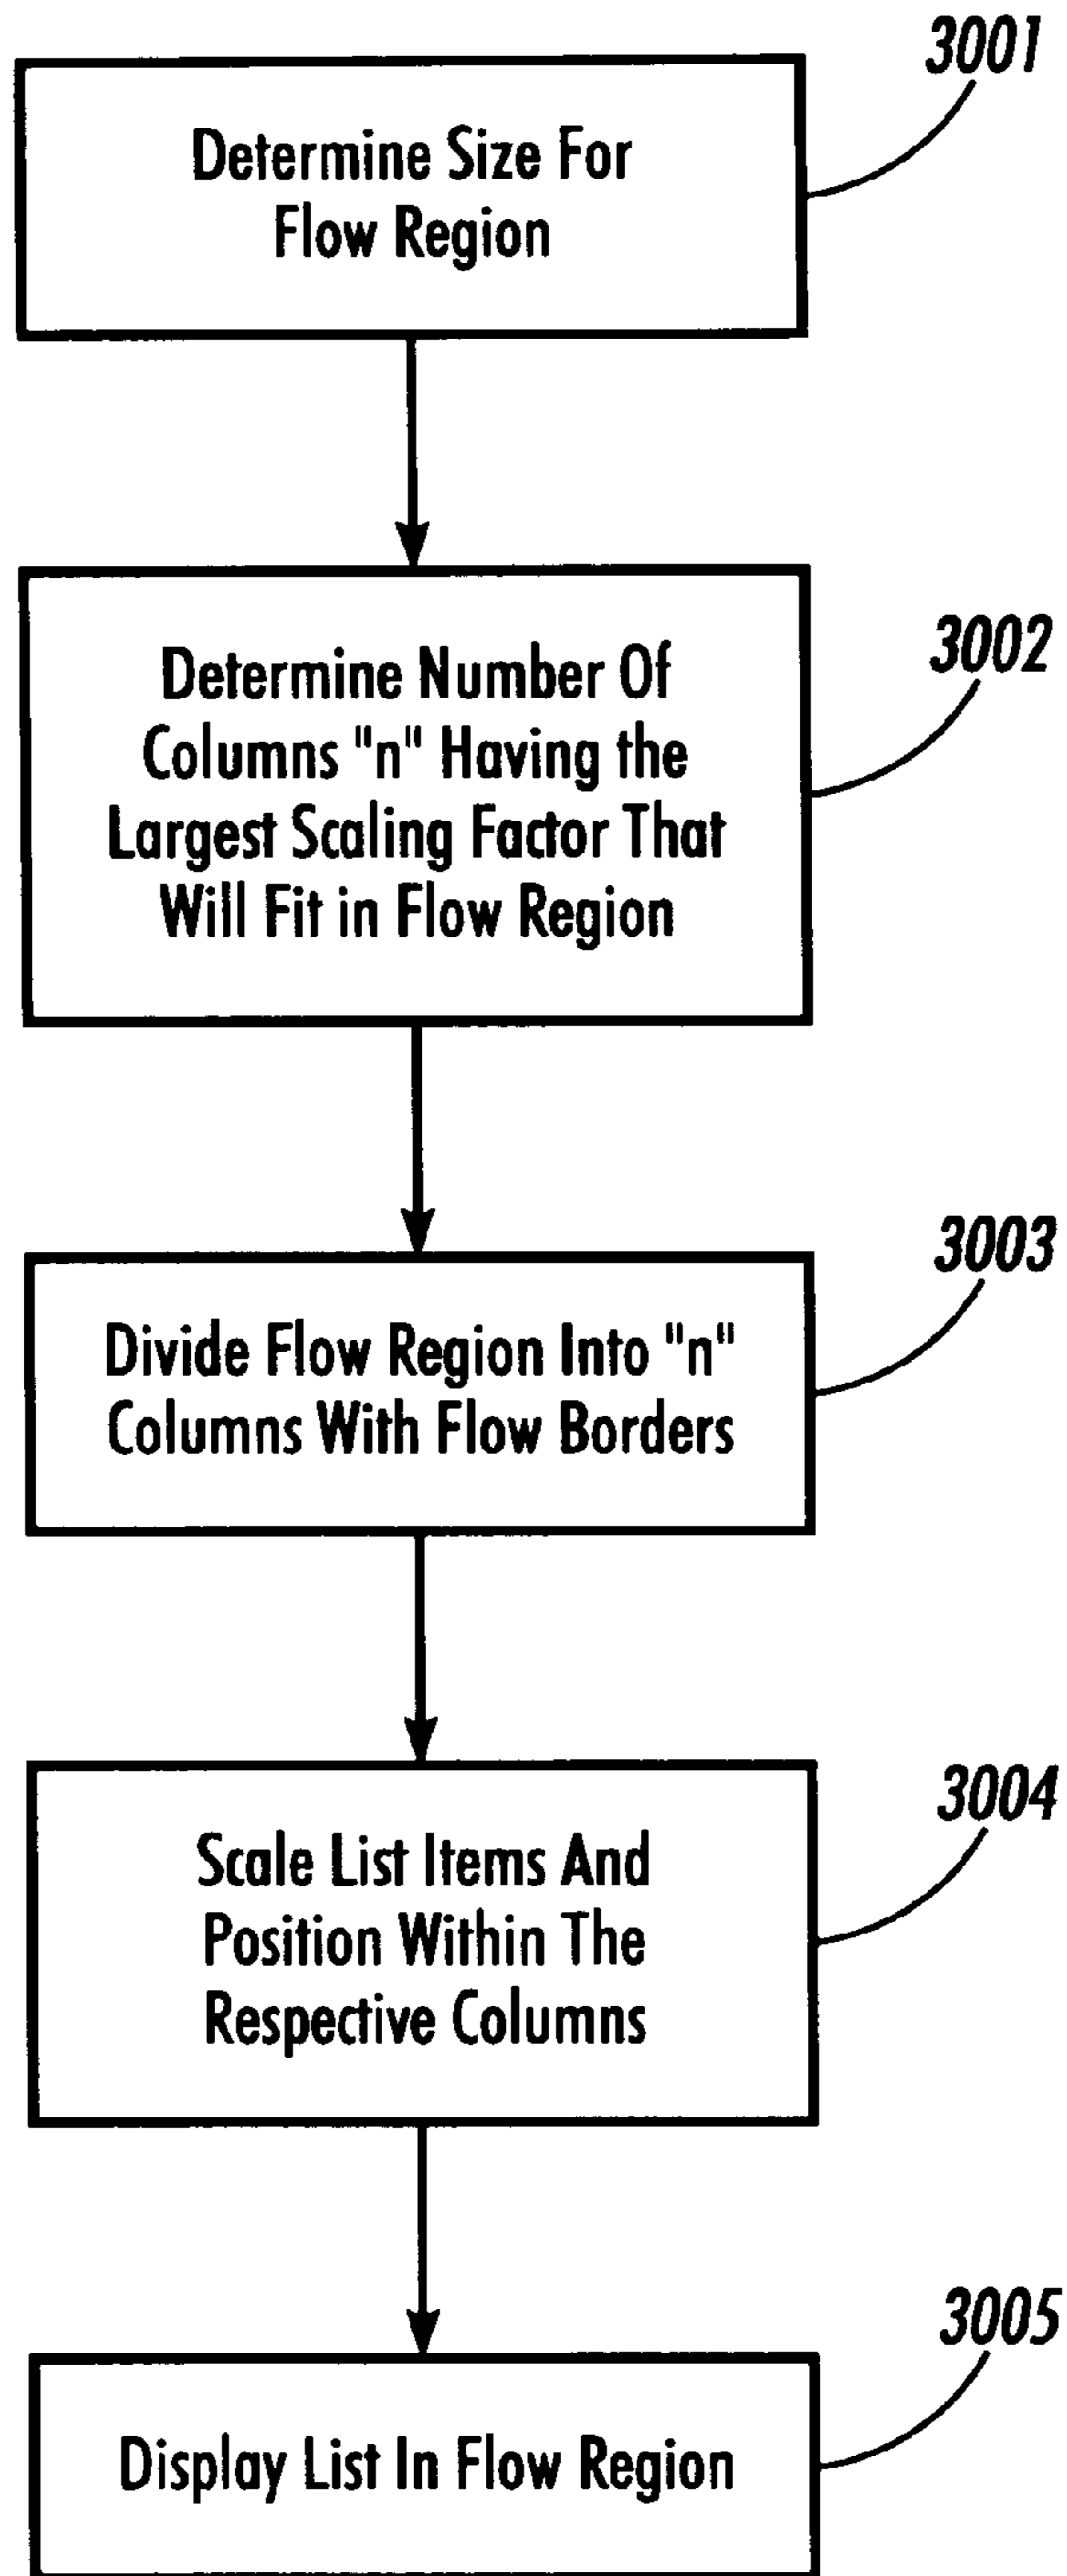 3001
Determine Size For
Flow Region
3002
Determine Number Of
Columns "n" Having the
Largest Scaling Factor That
Will Fit in Flow Region
3003
Divide Flow Region Into "n"
Columns With Flow Borders
3004
Scale List Items And
Position Within The
Respective Columns
3005
Display List In Flow Region